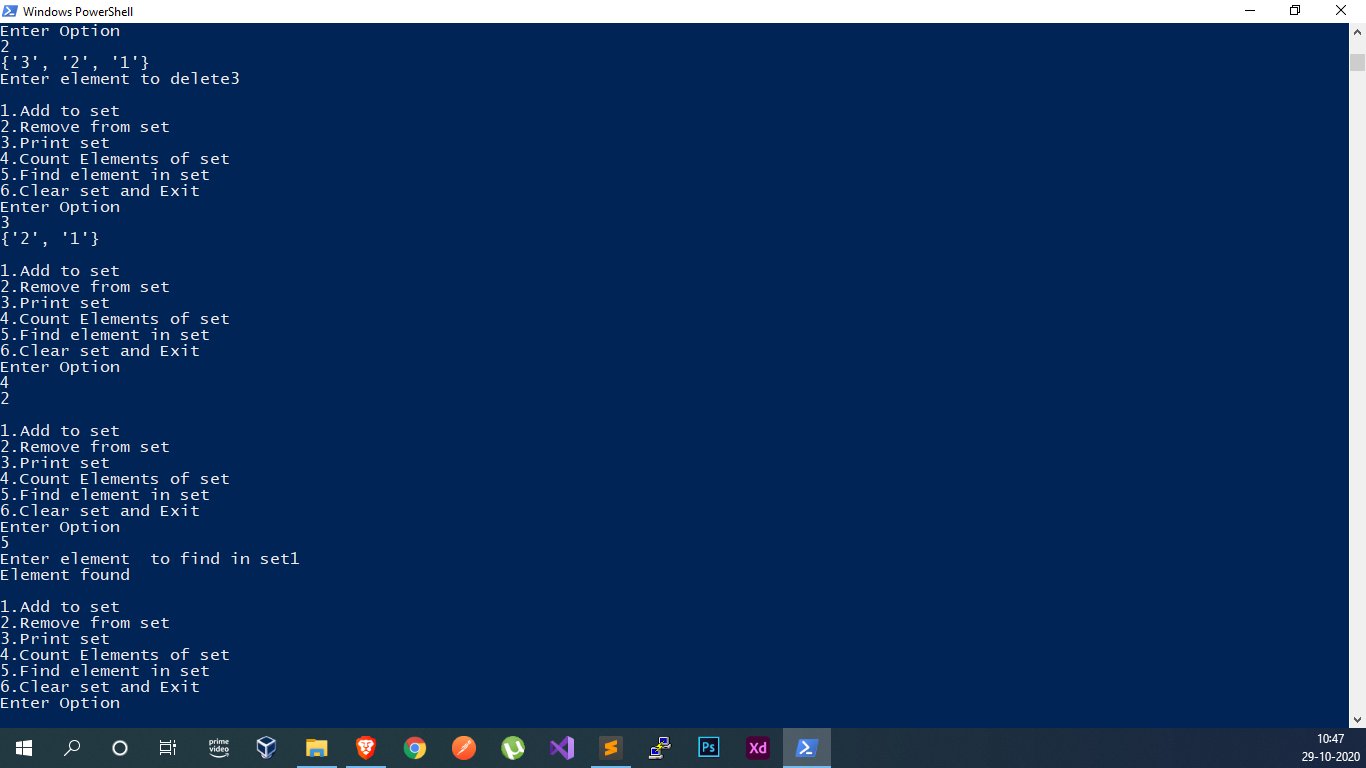 Windows PowerShell
Enter Option
2
{'3', '2', '1'}
Enter element to delete3
1.Add to set
2.Remove from set
3.Print set
4.Count Elements of set
5.Find element in set
6.Clear set and Exit
Enter Option
3
{'2', '1'}
1.Add to set
2.Remove from set
3.Print set
4.Count Elements of set
5.Find element in set
6.Clear set and Exit
Enter Option
4
2
1.Add to set
2.Remove from set
3.Print set
4.Count Elements of set
5.Find element in set
6.Clear set and Exit
Enter Option
5
Enter element  to find in set1
Element found
1.Add to set
2.Remove from set
3.Print set
4.Count Elements of set
5.Find element in set
6.Clear set and Exit
Enter Option
prime
video
Ps
Xd
10:47
29-10-2020